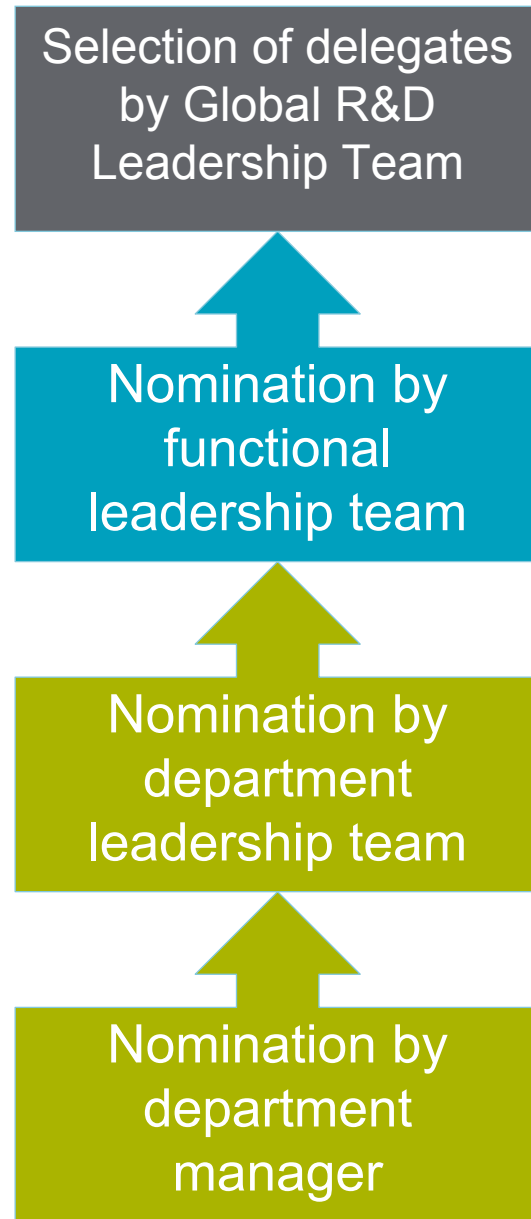 Selection of delegates
by Global R&D
Leadership Team
Nomination by
functional
leadership team
Nomination by
department
leadership team
Nomination by
department
manager